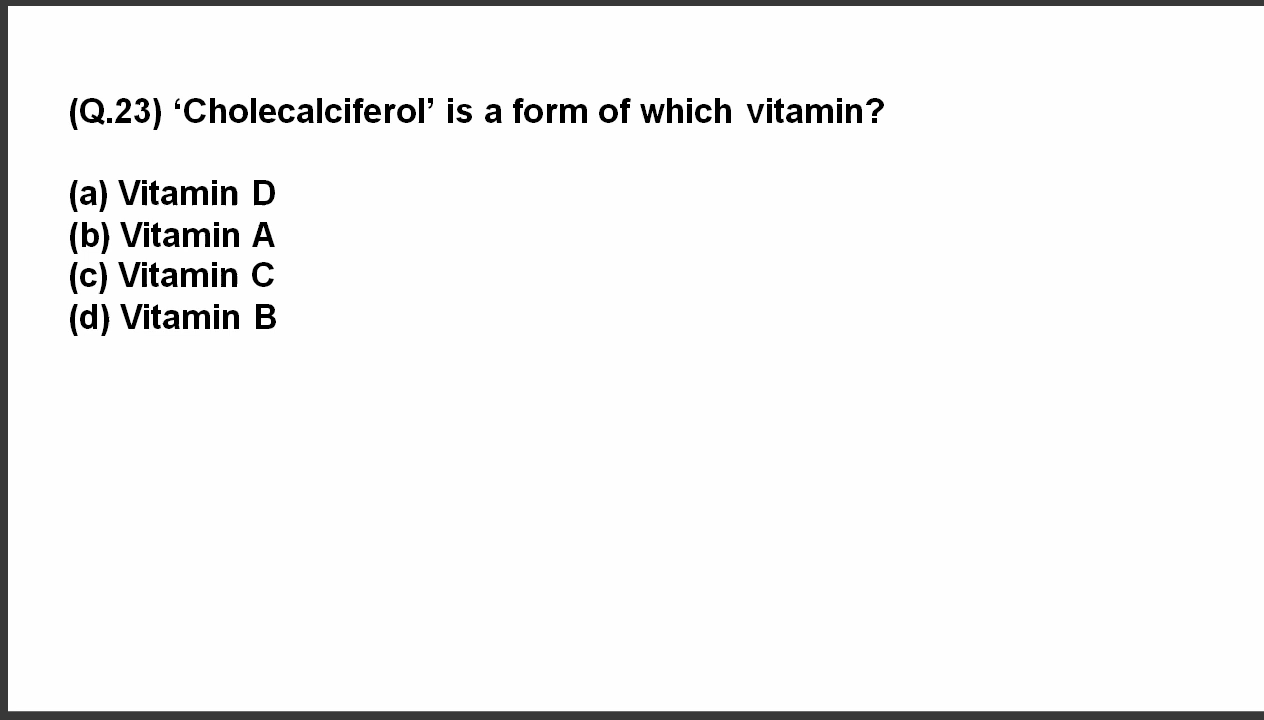 (Q.23) ‘Cholecalciferol’ is a form of which vitamin?
(a) Vitamin D
(b) Vitamin A
(c) Vitamin C
(d) Vitamin B